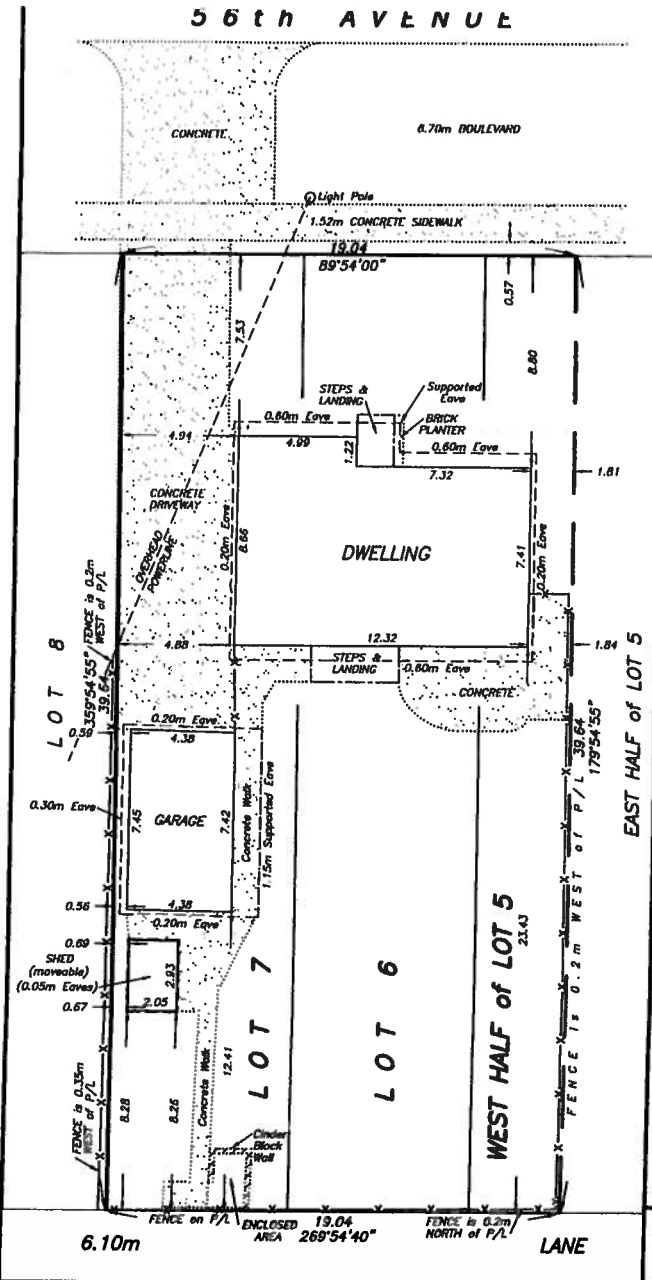 56th AVENUE
CONCRETE
8.70m BOULEVARD
Light Pole
1.52m CONCRETE SIDEWALK
19.04
89°54'00"
0.57
7.53
8.80
STEPS &
LANDING
Supported
Eave
BRICK
PLANTER
0.60m Eave
0.60m Eave
4.94
4.99
1.22
7.32
1.81
CONCRETE
DRIVEWAY
OVERHEAD
POWERLINE
0.20m Eave
8.66
DWELLING
7.41
0.20m Eave
FENCE is 0.2m
WEST of P/L
4.88
12.32
1.84
STEPS &
LANDING
0.60m Eave
CONCRETE
LOT 8
359°54'55"
39.64
0.59
0.20m Eave
4.38
39.64
179°54'55"
EAST HALF of LOT 5
0.30m Eave
7.45
GARAGE
7.42
Concrete Walk
1.15m Supported Eave
0.56
4.38
0.20m Eave
0.69
SHED
(moveable)
(0.05m Eaves)
2.93
0.67
2.05
LOT 7
LOT 6
WEST HALF of LOT 5
23.43
FENCE is 0.2m WEST of P/L
12.41
Concrete Walk
FENCE is 0.35m
WEST of P/L
8.28
8.26
Cinder
Block
Wall
FENCE on P/L
ENCLOSED
AREA
19.04
269°54'40"
FENCE is 0.2m
NORTH of P/L
6.10m
LANE